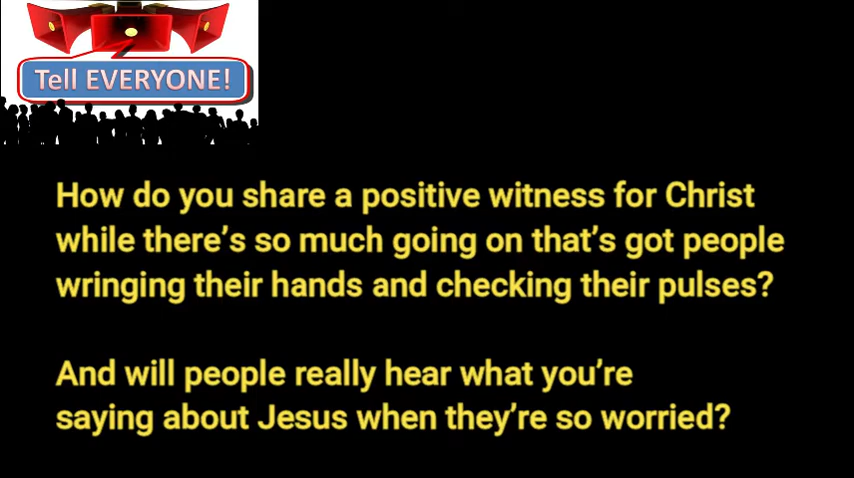 Tell EVERYONE!
How do you share a positive witness for Christ
while there's so much going on that's got people
wringing their hands and checking their pulses?
And will people really hear what you're
saying about Jesus when they're so worried?